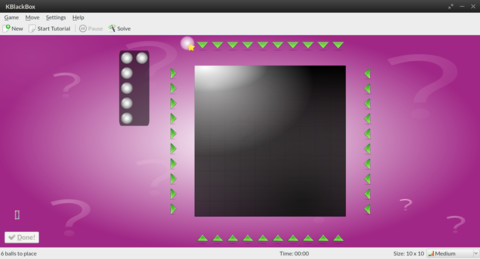 KBlackBox
Game Move Settings Help
New Start Tutorial Pause Solve
Done!
6 balls to place Time: 00:00 Size: 10 x 10 Medium